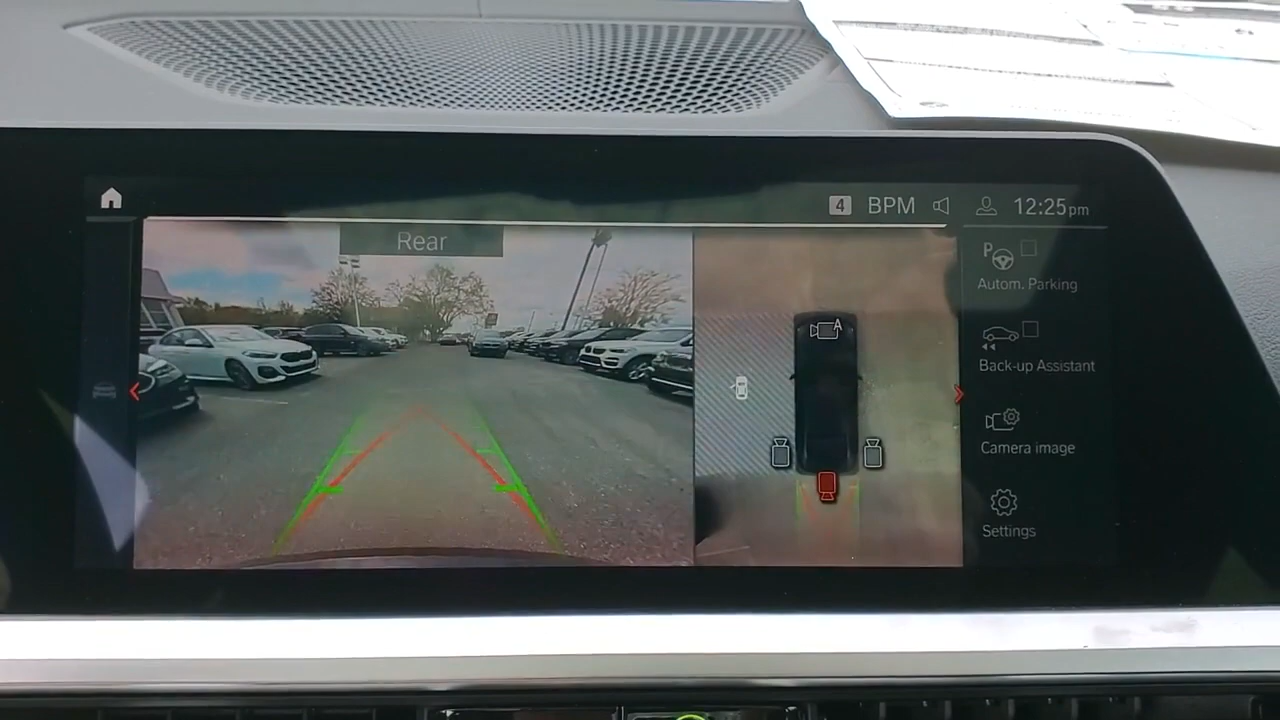 4 BPM 12:25pm
Rear
A
P
Autom. Parking
Back-up Assistant
Camera image
Settings